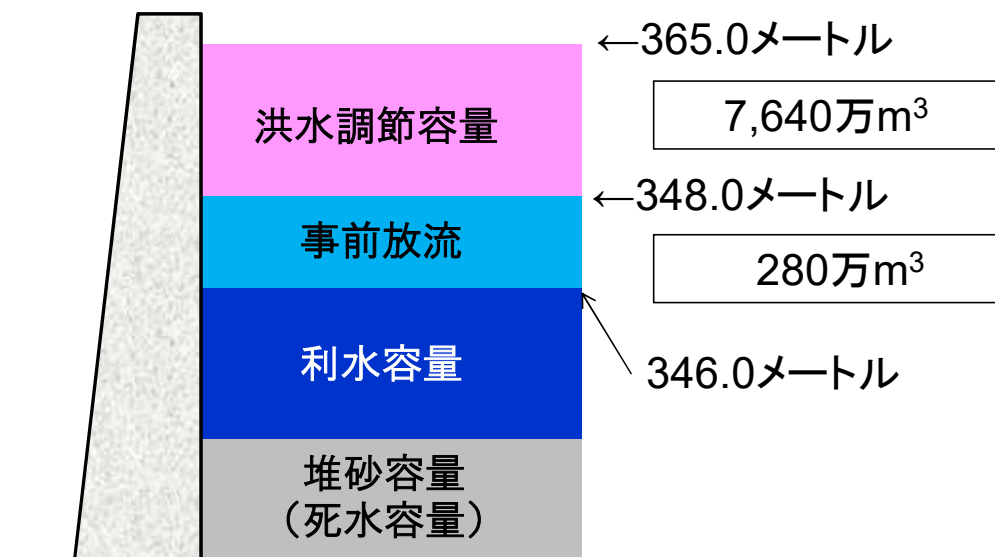 ←365.0メートル
洪水調節容量
7,640万m³
←348.0メートル
事前放流
280万m³
利水容量
346.0メートル
堆砂容量
（死水容量）